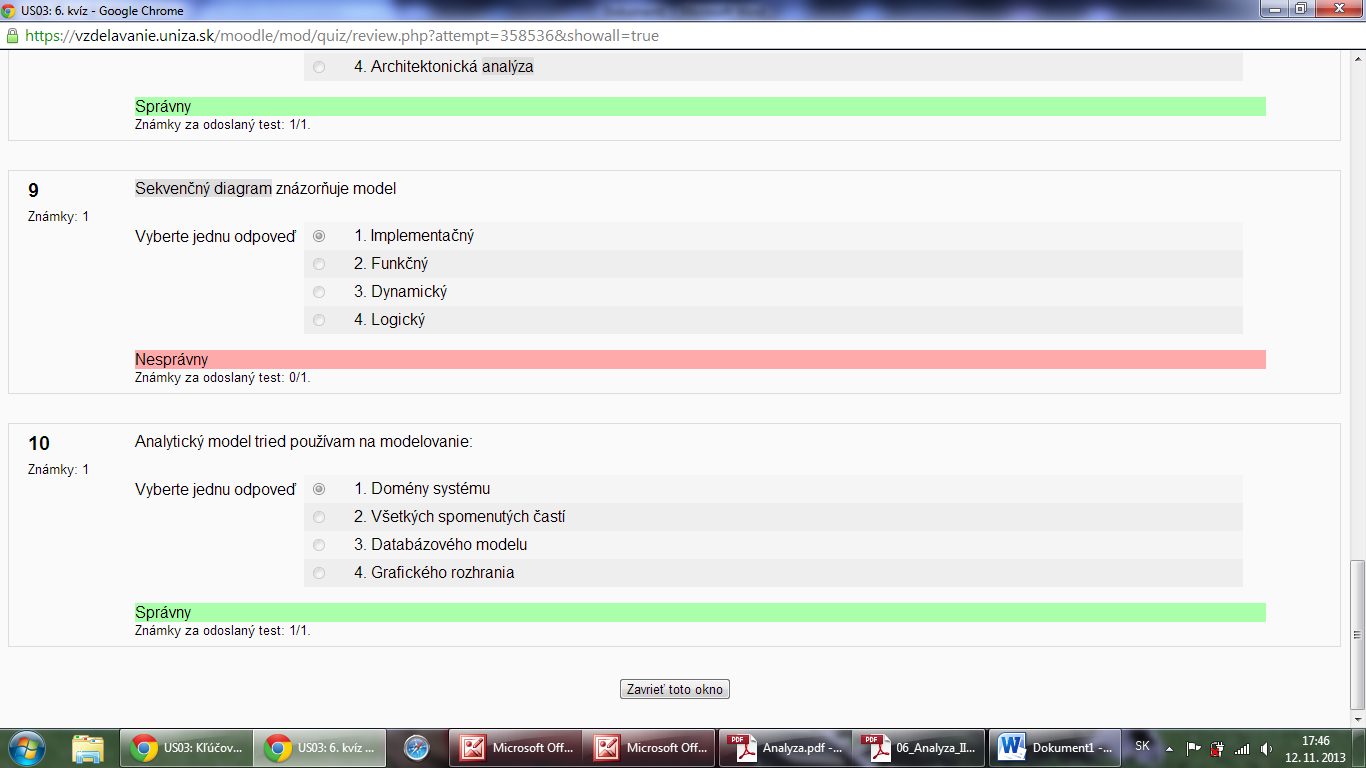 US03: 6. kvíz - Google Chrome
https://vzdelavanie.uniza.sk/moodle/mod/quiz/review.php?attempt=358536&showall=true
4. Architektonická analýza
Správny
Známky za odoslaný test: 1/1.
9
Sekvenčný diagram znázorňuje model
Známky: 1
Vyberte jednu odpoveď
1. Implementačný
2. Funkčný
3. Dynamický
4. Logický
Nesprávny
Známky za odoslaný test: 0/1.
10
Analytický model tried používam na modelovanie:
Známky: 1
Vyberte jednu odpoveď
1. Domény systému
2. Všetkých spomenutých častí
3. Databázového modelu
4. Grafického rozhrania
Správny
Známky za odoslaný test: 1/1.
Zavrieť toto okno
US03: Kľúčov...
US03: 6. kvíz ...
Microsoft Off...
Microsoft Off...
PDF
Analyza.pdf -...
PDF
06_Analyza_II...
Dokument1 -...
SK
17:46
12. 11. 2013